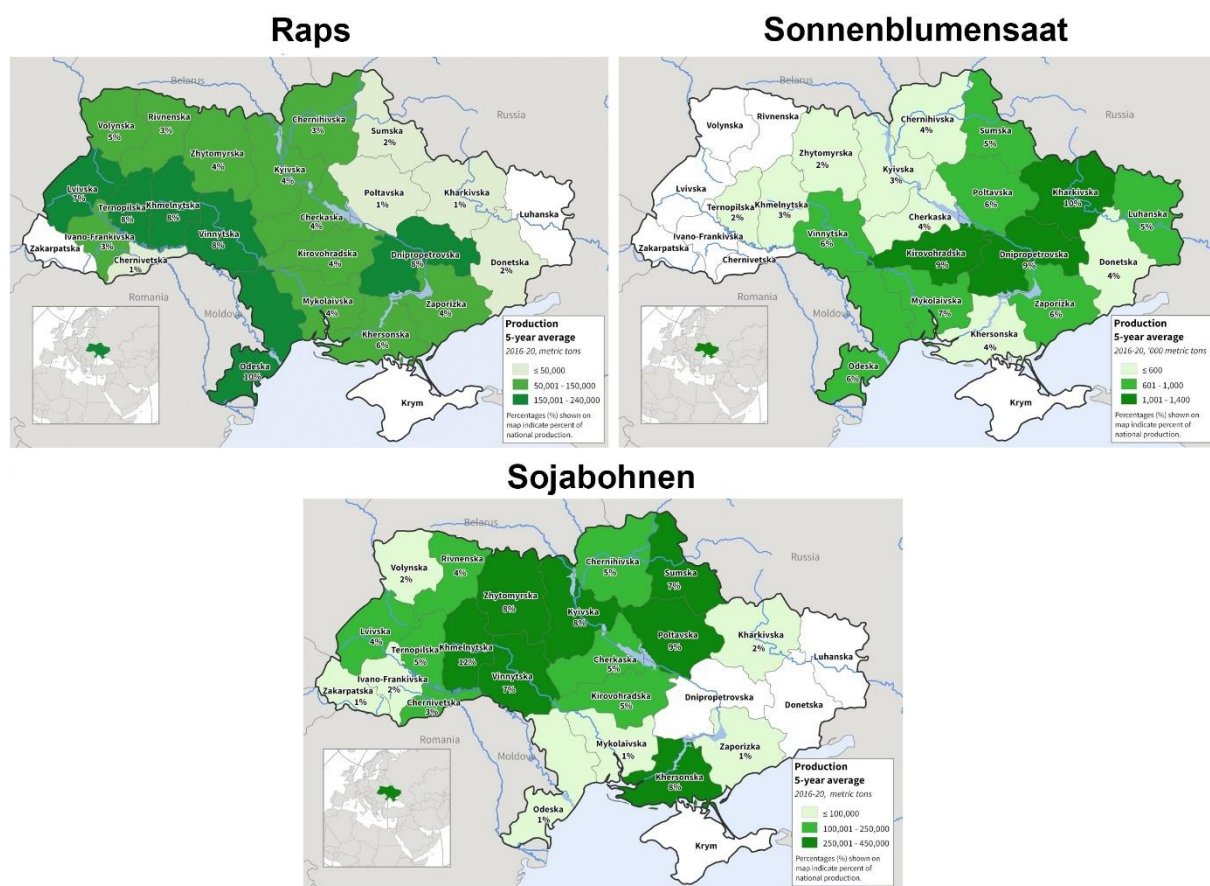 Raps
Belarus
Russia
Volynska
5%
Rivnenska
3%
Zhytomyrska
4%
Chernihivska
3%
Sumska
2%
Kyivska
4%
Lvivska
7%
Ternopilska
8%
Khmelnytska
8%
Vinnytska
8%
Cherkaska
4%
Poltavska
1%
Kharkivska
1%
Luhanska
Zakarpatska
Ivano-Frankivska
3%
Chernivetska
1%
Kirovohradska
4%
Dnipropetrovska
8%
Donetska
2%
Romania
Moldova
Mykolaivska
4%
Zaporizka
4%
Khersonska
6%
Odeska
10%
Krym
Production
5-year average
2016-20, metric tons
≤ 50,000
50,001 - 150,000
150,001 - 240,000
Percentages (%) shown on
map indicate percent of
national production.
Sonnenblumensaat
Belarus
Russia
Volynska
Rivnenska
Zhytomyrska
2%
Chernihivska
4%
Sumska
5%
Kyivska
3%
Lvivska
Ternopilska
2%
Khmelnytska
3%
Vinnytska
6%
Cherkaska
4%
Poltavska
6%
Kharkivska
10%
Luhanska
5%
Zakarpatska
Ivano-Frankivska
Chernivetska
Kirovohradska
9%
Dnipropetrovska
9%
Donetska
4%
Romania
Moldova
Mykolaivska
7%
Zaporizka
6%
Khersonska
4%
Odeska
6%
Krym
Production
5-year average
2016-20, '000 metric tons
≤ 600
601 - 1,000
1,001 - 1,400
Percentages (%) shown on
map indicate percent of
national production.
Sojabohnen
Belarus
Russia
Volynska
2%
Rivnenska
4%
Zhytomyrska
8%
Chernihivska
5%
Sumska
7%
Kyivska
8%
Lvivska
4%
Ternopilska
5%
Khmelnytska
12%
Vinnytska
7%
Cherkaska
5%
Poltavska
9%
Kharkivska
2%
Luhanska
Zakarpatska
1%
Ivano-Frankivska
2%
Chernivetska
3%
Kirovohradska
5%
Dnipropetrovska
Donetska
Romania
Moldova
Mykolaivska
1%
Zaporizka
1%
Khersonska
8%
Odeska
1%
Krym
Production
5-year average
2016-20, metric tons
≤ 100,000
100,001 - 250,000
250,001 - 450,000
Percentages (%) shown on
map indicate percent of
national production.